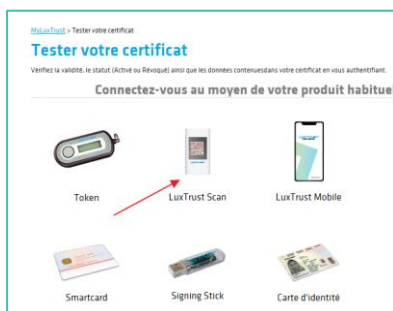 MyLuxTrust > Tester votre certificat
Tester votre certificat
Verifiez la validité, le statut (Activé ou Revoqué) ainsi que les données contenuesdans votre certificat en vous authentifiant.
Connectez-vous au moyen de votre produit habituel
Token
LuxTrust Scan
LuxTrust Mobile
Smartcard
Signing Stick
Carte d'identité